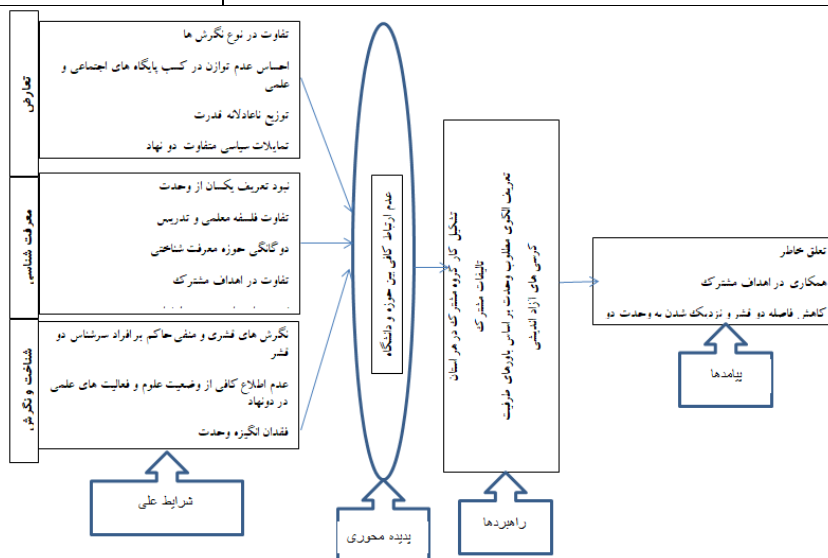 تعارض
تفاوت در نوع نگرش ها
احساس عدم توازن در کسب پایگاه های اجتماعی و
علمی
توزیع ناعادلانه قدرت
تمایلات سیاسی متفاوت دو نهاد
معرفت شناسی
نبود تعریف یکسان از وحدت
تفاوت فلسفه معلمی و تدریس
دوگانگی حوزه معرفت شناختی
تفاوت در اهداف مشترک
شناخت و نگرش
نگرش های قشری و منفی حاکم بر افراد سرشناس دو
قشر
عدم اطلاع کافی از وضعیت علوم و فعالیت های علمی
در دونهاد
فقدان انگیزه وحدت
شرایط علی
عدم ارتباط کافی بین حوزه و دانشگاه
پدیده محوری
تشکیل کار گروه مشترک در هر استان
تالیفات مشترک
تعریف الگوی مطلوب وحدت بر اساس باورهای طرفیت
کرسی های آزاد اندیشی
راهبردها
تعلق خاطر
همکاری در اهداف مشترک
کاهش فاصله دو قشر و نزدیک شدن به وحدت دو
پیامدها